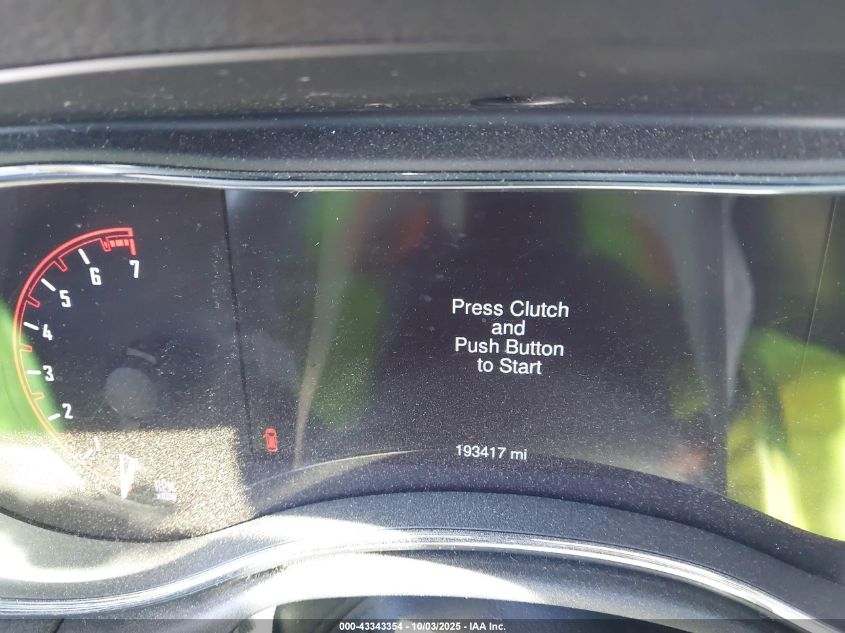 7
6
5
4
3
2
1
Press Clutch
and
Push Button
to Start
193417 mi
000-43343354 - 10/03/2025 - IAA Inc.